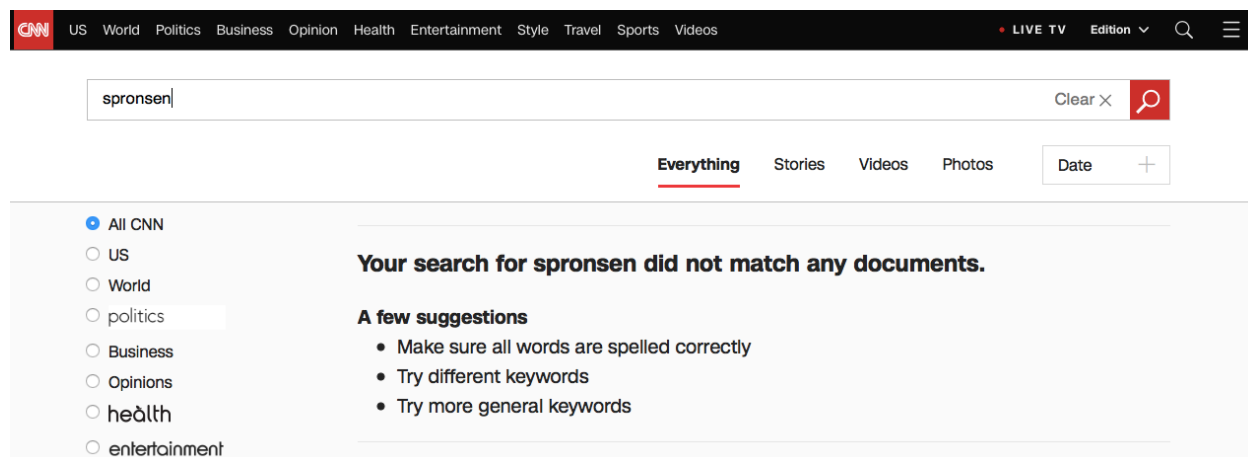 CNN US World Politics Business Opinion Health Entertainment Style Travel Sports Videos • LIVE TV Edition
spronsen Clear ×
Everything Stories Videos Photos Date +
All CNN
US
World
politics
Business
Opinions
health
entertainment
Your search for spronsen did not match any documents.
A few suggestions
• Make sure all words are spelled correctly
• Try different keywords
• Try more general keywords